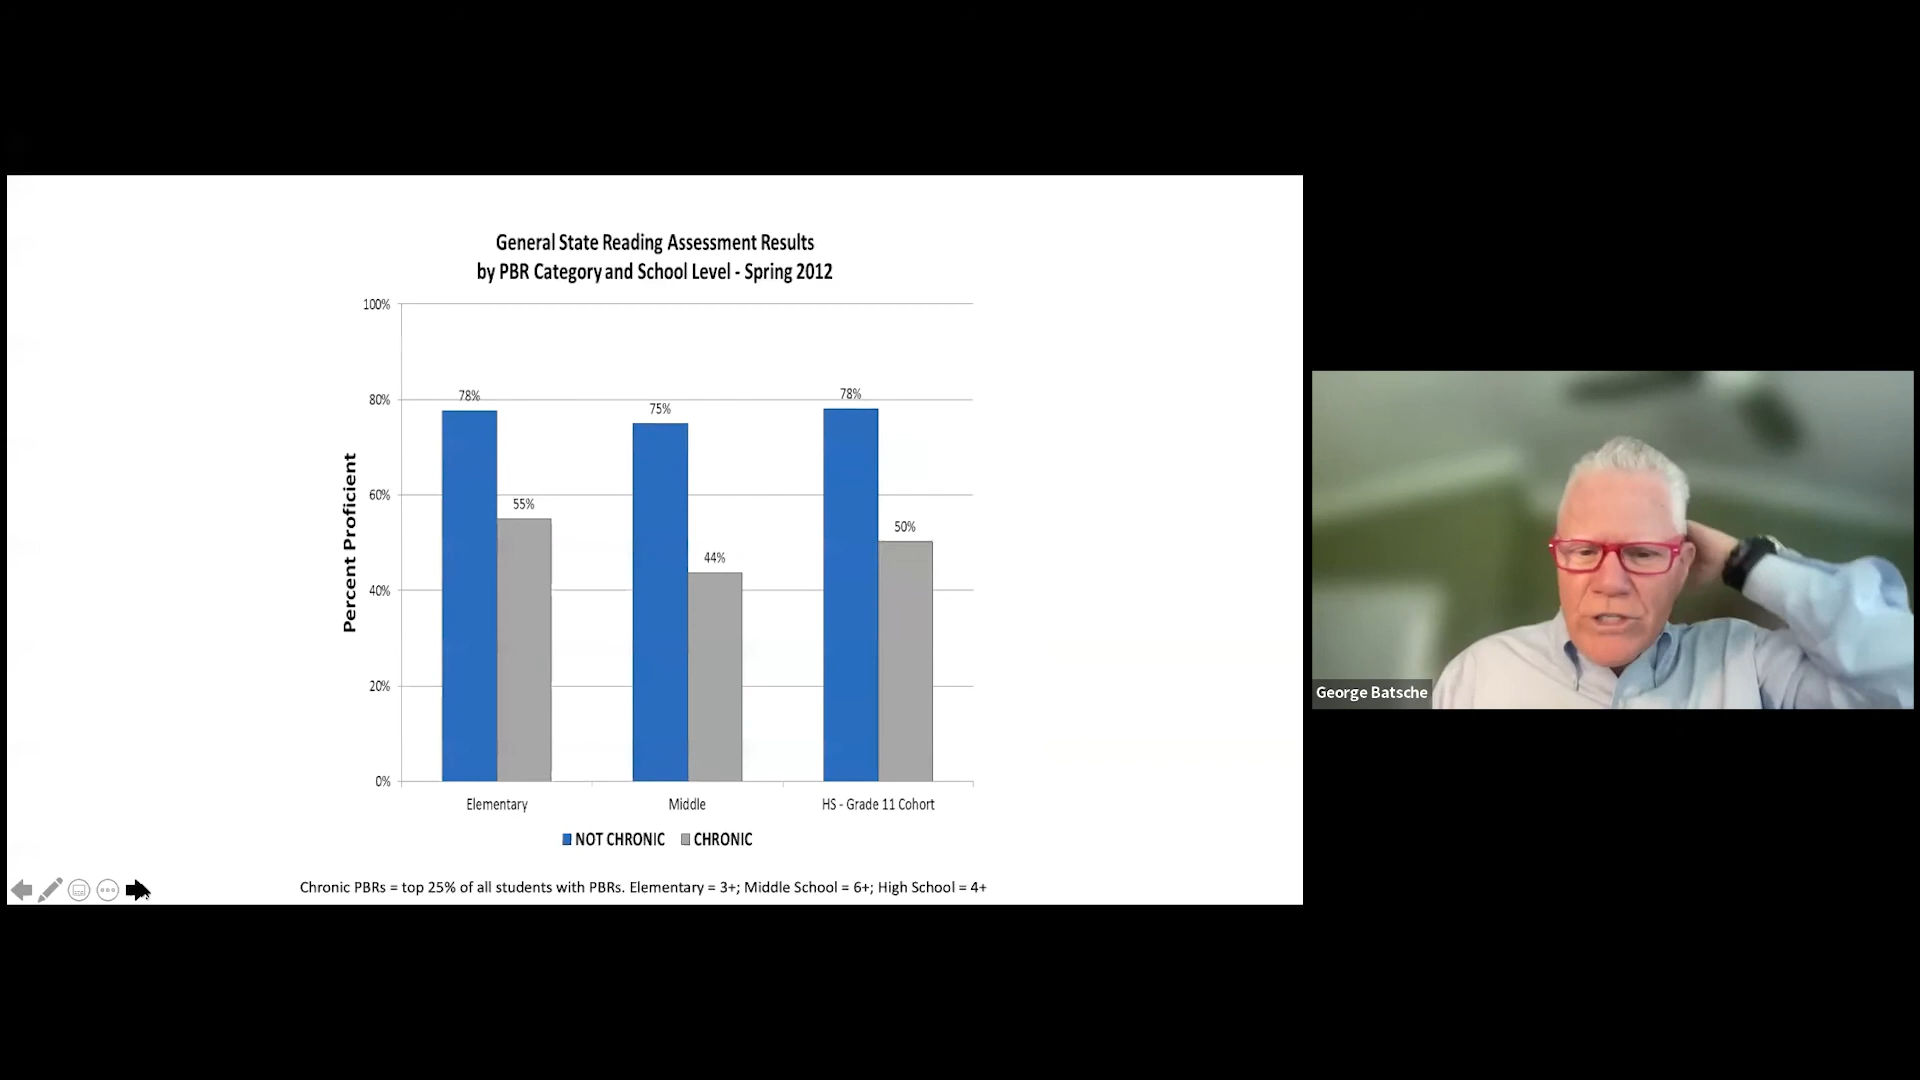 General State Reading Assessment Results
by PBR Category and School Level - Spring 2012
100%
80%
60%
40%
20%
0%
Percent Proficient
78%
55%
75%
44%
78%
50%
Elementary
Middle
HS - Grade 11 Cohort
NOT CHRONIC
CHRONIC
Chronic PBRs = top 25% of all students with PBRs. Elementary = 3+; Middle School = 6+; High School = 4+
George Batsche